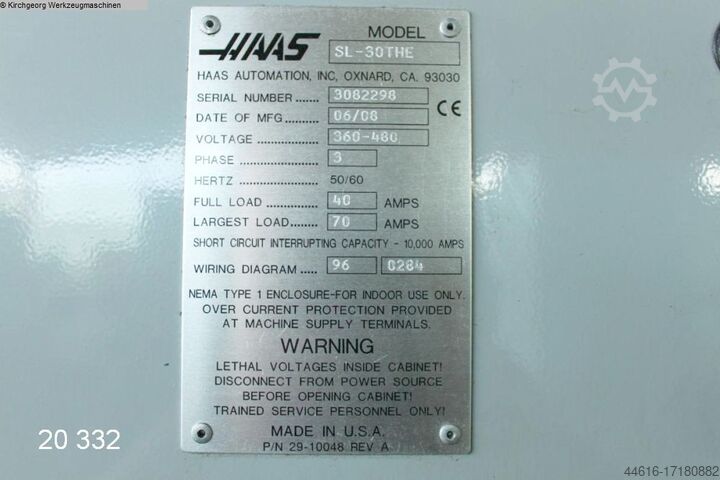 © Kirchgeorg Werkzeugmaschinen
HAAS
MODEL
SL-30THE
HAAS AUTOMATION, INC, OXNARD, CA. 93030
SERIAL NUMBER ...... 3082298
DATE OF MFG ........ 06/08
CE
VOLTAGE ............... 360-480
PHASE ................... 3
HERTZ ................... 50/60
FULL LOAD ............. 40 AMPS
LARGEST LOAD....... 70 AMPS
SHORT CIRCUIT INTERRUPTING CAPACITY - 10,000 AMPS
WIRING DIAGRAM ..... 96 0284
NEMA TYPE 1 ENCLOSURE-FOR INDOOR USE ONLY.
OVER CURRENT PROTECTION PROVIDED
AT MACHINE SUPPLY TERMINALS.
WARNING
LETHAL VOLTAGES INSIDE CABINET!
DISCONNECT FROM POWER SOURCE
BEFORE OPENING CABINET!
TRAINED SERVICE PERSONNEL ONLY!
MADE IN U.S.A.
P/N 29-10048 REV A
20 332
44616-17180882